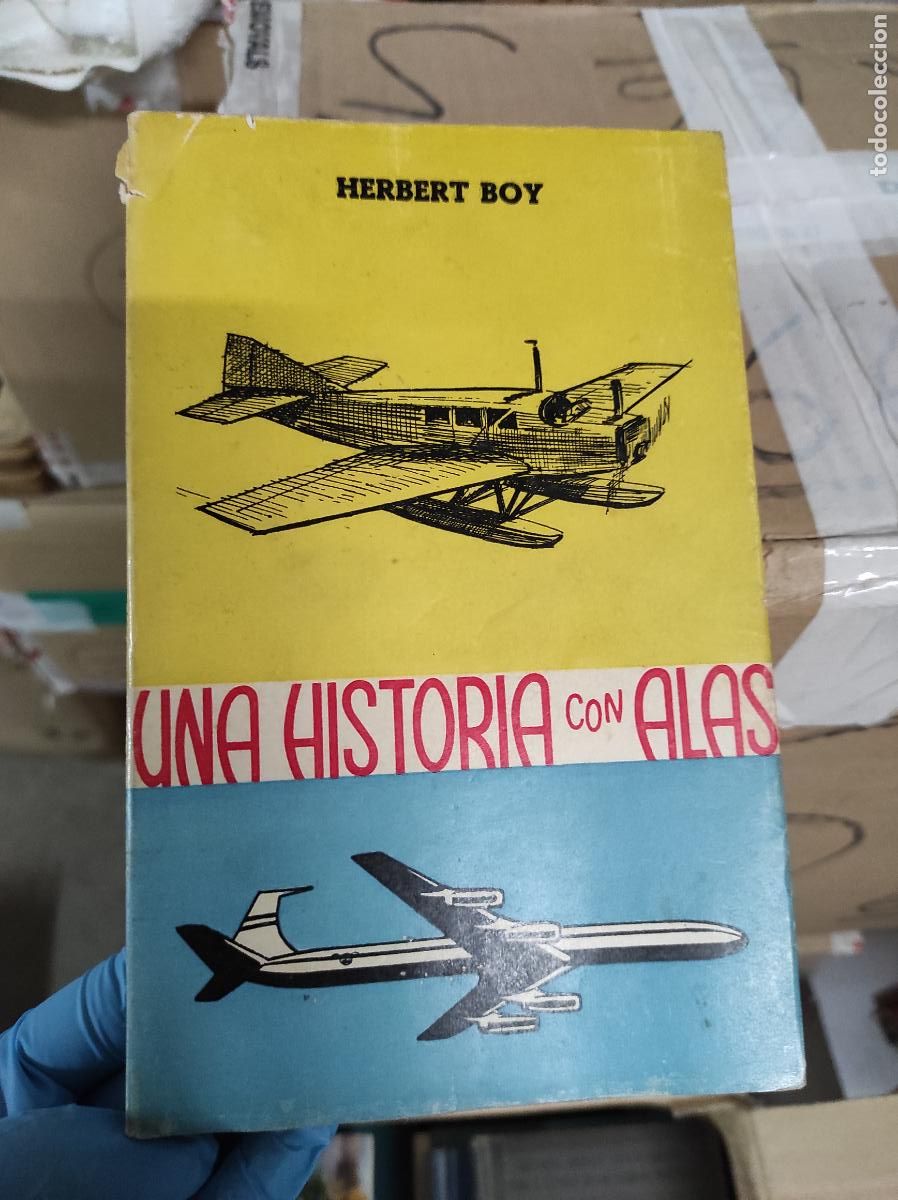 HERBERT BOY
UNA HISTORIA CON ALAS
todocoleccion